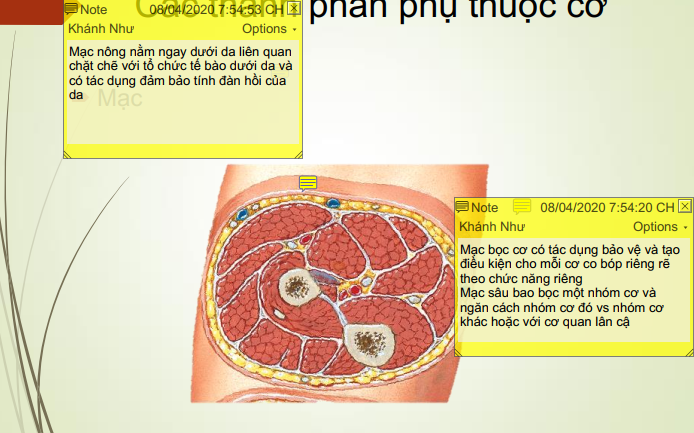 Các thành phần phụ thuộc cơ
Note 08/04/2020 7:54:53 CH
Khánh Như Options
Mạc nông nằm ngay dưới da liên quan
chặt chẽ với tổ chức tế bào dưới da và
có tác dụng đảm bảo tính đàn hồi của
da
Mạc
Note 08/04/2020 7:54:20 CH
Khánh Như Options
Mạc bọc cơ có tác dụng bảo vệ và tạo
điều kiện cho mỗi cơ co bóp riêng rẽ
theo chức năng riêng
Mạc sâu bao bọc một nhóm cơ và
ngăn cách nhóm cơ đó vs nhóm cơ
khác hoặc với cơ quan lân cậ